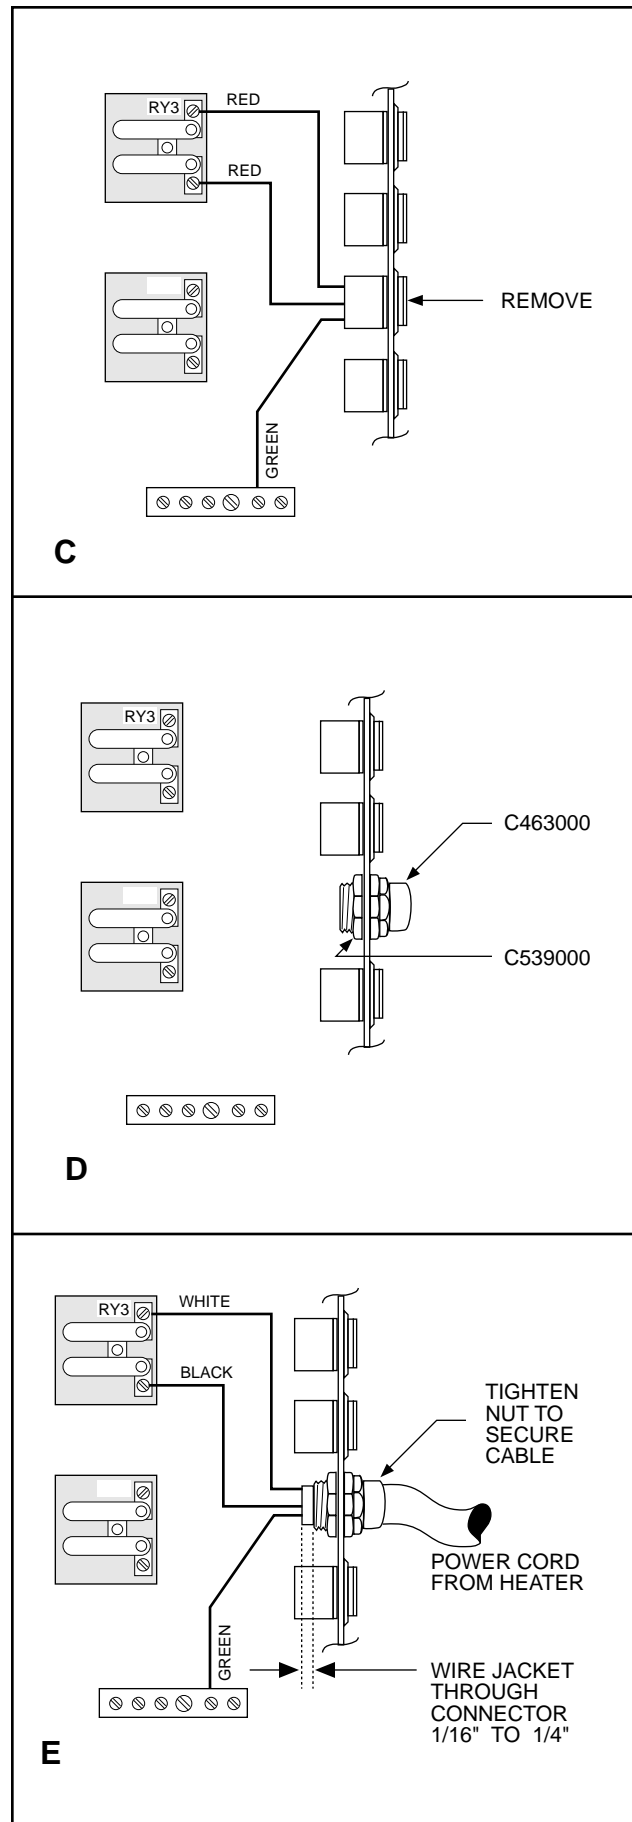 RY3
RED
RED
REMOVE
GREEN
C
RY3
C463000
C539000
D
RY3
WHITE
BLACK
TIGHTEN
NUT TO
SECURE
CABLE
POWER CORD
FROM HEATER
GREEN
WIRE JACKET
THROUGH
CONNECTOR
1/16" TO 1/4"
E